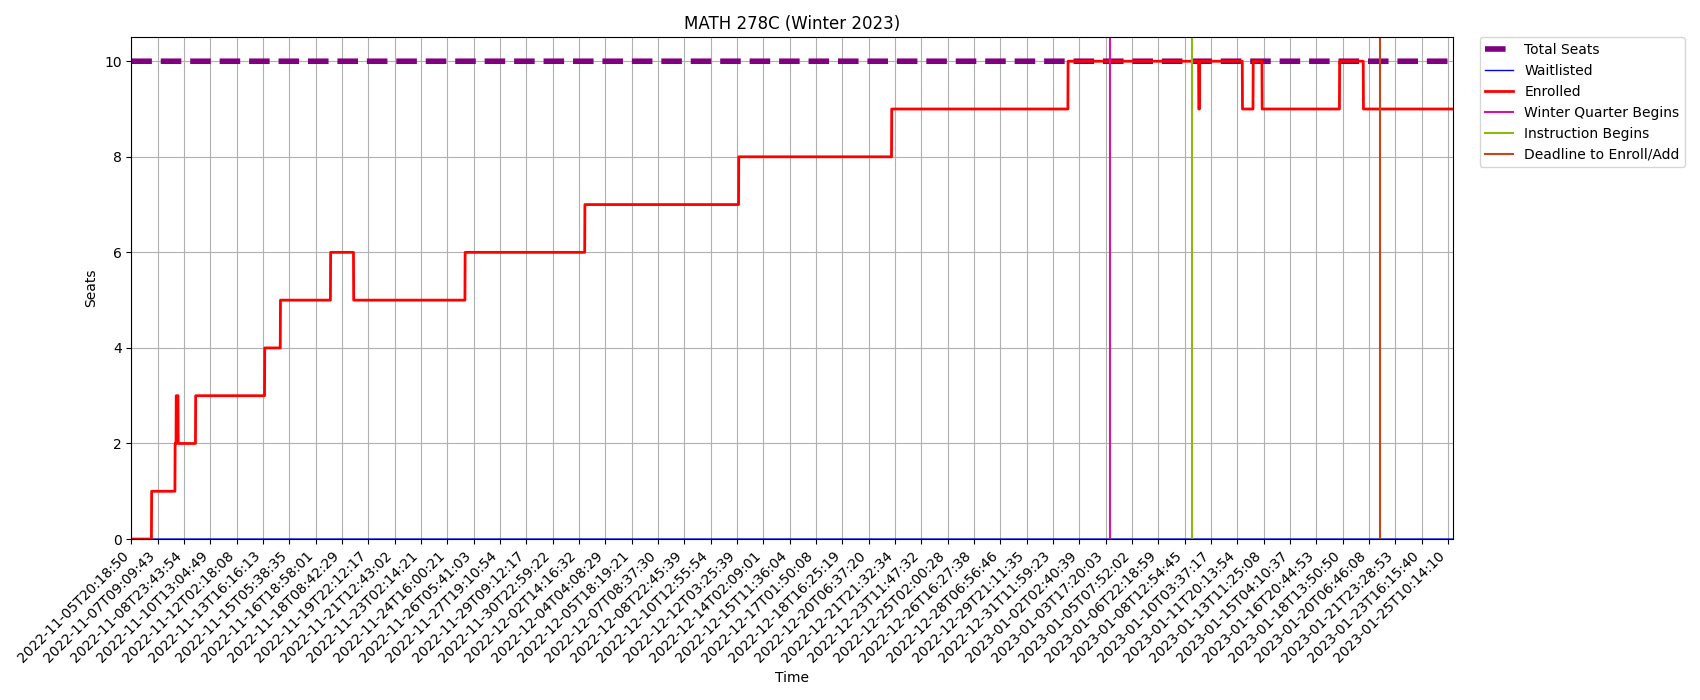 MATH 278C (Winter 2023)
Total Seats
Waitlisted
Enrolled
Winter Quarter Begins
Instruction Begins
Deadline to Enroll/Add
Seats
10
8
6
4
2
0
2022-11-05T20:18:50
2022-11-07T09:09:43
2022-11-08T23:43:54
2022-11-10T13:04:49
2022-11-12T02:18:08
2022-11-13T16:16:13
2022-11-15T05:38:35
2022-11-16T18:58:01
2022-11-18T08:42:29
2022-11-19T22:12:17
2022-11-21T12:43:02
2022-11-23T02:14:21
2022-11-24T16:00:21
2022-11-26T05:41:03
2022-11-27T19:10:54
2022-11-29T09:12:17
2022-11-30T22:59:22
2022-12-02T14:16:32
2022-12-04T04:08:29
2022-12-05T18:19:21
2022-12-07T08:37:30
2022-12-08T22:45:39
2022-12-10T12:55:54
2022-12-12T03:25:39
2022-12-14T02:09:01
2022-12-15T11:36:04
2022-12-17T01:50:08
2022-12-18T16:25:19
2022-12-20T06:37:20
2022-12-21T21:32:34
2022-12-23T11:47:32
2022-12-25T02:00:28
2022-12-26T16:27:38
2022-12-28T06:56:46
2022-12-29T21:11:35
2022-12-31T11:59:23
2023-01-02T02:40:39
2023-01-03T17:20:03
2023-01-05T07:52:02
2023-01-06T22:18:59
2023-01-08T12:54:45
2023-01-10T03:37:17
2023-01-11T20:13:54
2023-01-13T11:25:08
2023-01-15T04:10:37
2023-01-16T20:44:53
2023-01-18T13:50:50
2023-01-20T06:46:08
2023-01-21T23:28:53
2023-01-23T16:15:40
2023-01-25T10:14:10
Time